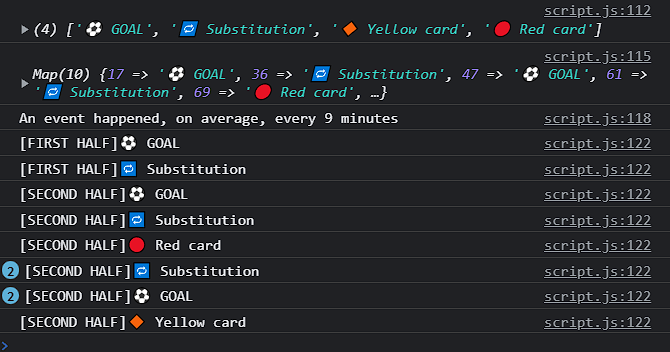 script.js:112
▶ (4) ['⚽ GOAL', '🔁 Substitution', '🔶 Yellow card', '🔴 Red card']
script.js:115
▶ Map(10) {17 => '⚽ GOAL', 36 => '🔁 Substitution', 47 => '⚽ GOAL', 61 =>
'🔁 Substitution', 69 => '🔴 Red card', …}
An event happened, on average, every 9 minutes script.js:118
[FIRST HALF]⚽ GOAL script.js:122
[FIRST HALF]🔁 Substitution script.js:122
[SECOND HALF]⚽ GOAL script.js:122
[SECOND HALF]🔁 Substitution script.js:122
[SECOND HALF]🔴 Red card script.js:122
2 [SECOND HALF]🔁 Substitution script.js:122
2 [SECOND HALF]⚽ GOAL script.js:122
[SECOND HALF]🔶 Yellow card script.js:122
>